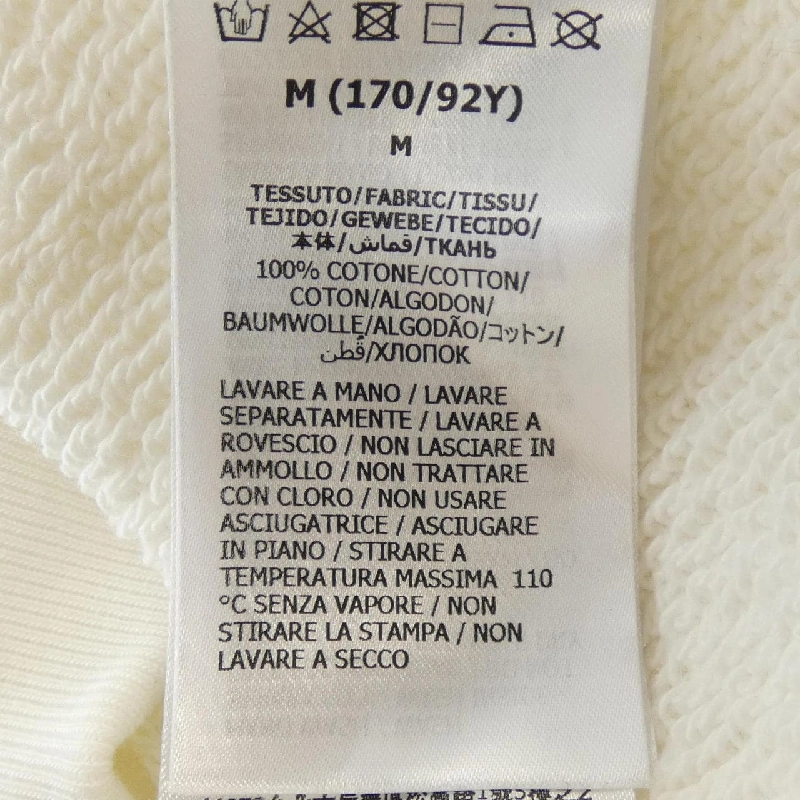 M (170/92Y)
M
TESSUTO/FABRIC/TISSU/
TEJIDO/GEWEBE/TECIDO/
本体/قماش/ТКАНЬ
100% COTONE/COTTON/
COTON/ALGODON/
BAUMWOLLE/ALGODÃO/コットン/
قُطن/ХЛОПОК
LAVARE A MANO / LAVARE
SEPARATAMENTE / LAVARE A
ROVESCIO / NON LASCIARE IN
AMMOLLO / NON TRATTARE
CON CLORO / NON USARE
ASCIUGATRICE / ASCIUGARE
IN PIANO / STIRARE A
TEMPERATURA MASSIMA 110
°C SENZA VAPORE / NON
STIRARE LA STAMPA / NON
LAVARE A SECCO